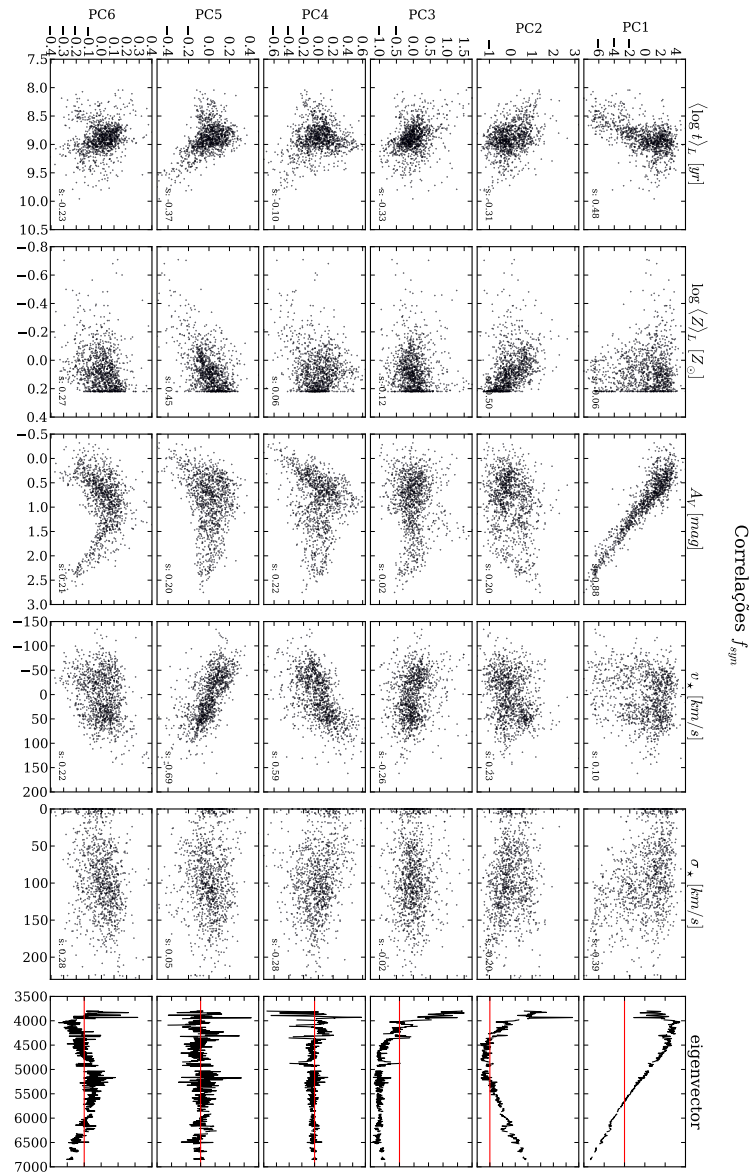 Correlações f_syn
⟨log t⟩_L [yr]
log ⟨Z⟩_L [Z_⊙]
A_V [mag]
v_⋆ [km/s]
σ_⋆ [km/s]
eigenvector
PC1
4
2
0
−2
−4
−6
s: 0.48
s: 0.10
s: -0.39
PC2
3
2
1
0
−1
s: -0.31
s: 0.20
s: 0.23
s: -0.20
PC3
1.5
1.0
0.5
0.0
−0.5
−1.0
s: -0.33
s: 0.02
s: -0.26
s: -0.02
PC4
0.6
0.4
0.2
0.0
−0.2
−0.4
−0.6
s: -0.10
s: 0.06
s: 0.22
s: 0.59
s: -0.28
PC5
0.4
0.2
0.0
−0.2
−0.4
s: -0.37
s: 0.45
s: 0.20
s: -0.69
s: 0.05
PC6
0.4
0.3
0.2
0.1
0.0
−0.1
−0.2
−0.3
−0.4
s: -0.23
s: 0.27
s: 0.21
s: 0.22
s: 0.28
7.5 8.0 8.5 9.0 9.5 10.0 10.5
−0.8 −0.6 −0.4 −0.2 0.0 0.2 0.4
−0.5 0.0 0.5 1.0 1.5 2.0 2.5 3.0
−150 −100 −50 0 50 100 150 200
0 50 100 150 200
3500 4000 4500 5000 5500 6000 6500 7000